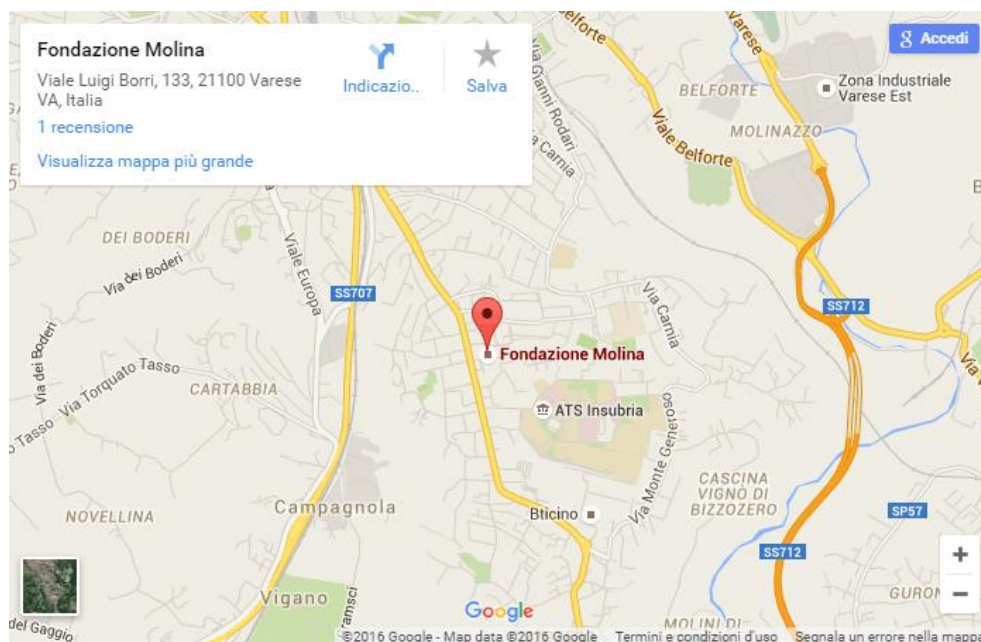 Fondazione Molina
Viale Luigi Borri, 133, 21100 Varese
VA, Italia
1 recensione
Visualizza mappa più grande
Indicazio..
Salva
Accedi
Varese
Zona Industriale
Varese Est
BELFORTE
MOLINAZZO
Viale Belforte
Viale Belforte
Via Gianni Rodari
Via Carnia
DEI BODERI
Via dei Boderi
Via dei Boderi
Viale Europa
SS707
SS712
Via Carnia
Fondazione Molina
ATS Insubria
Via Torquato Tasso
Tasso
CARTABBIA
Via Monte Generoso
CASCINA
VIGNÒ DI
BIZZOZERO
NOVELLINA
Campagnola
Bticino
SP57
SS712
Vigano
GURON
MOLINI DI
del Gaggio
Google
©2016 Google - Map data ©2016 Google
Termini e condizioni d'uso
Segnala un errore nella mappa